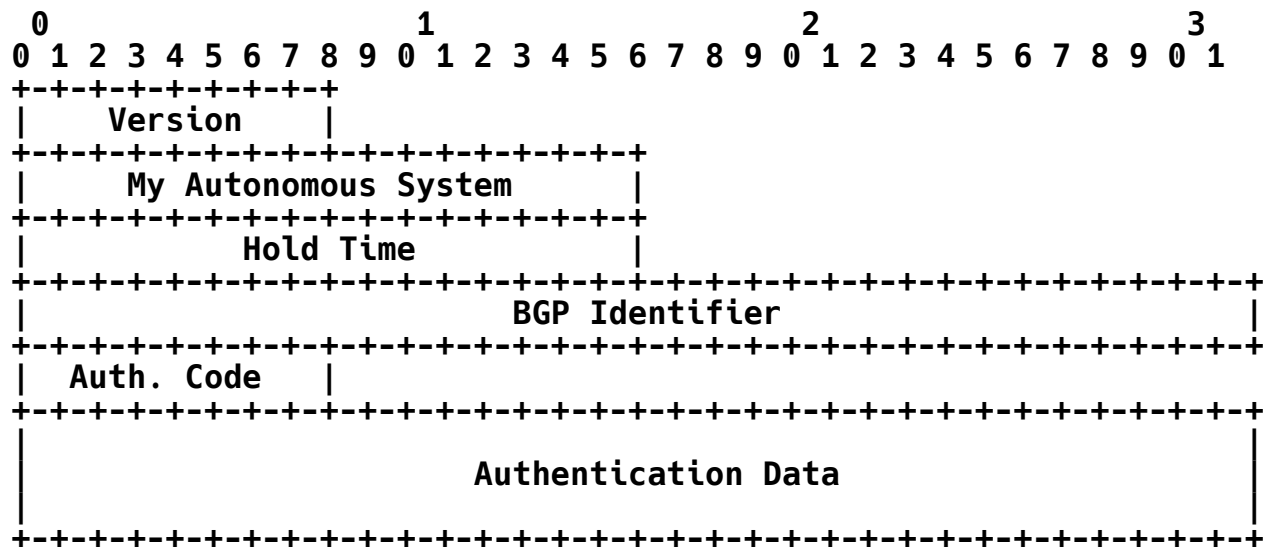 0                   1                   2                   3
0 1 2 3 4 5 6 7 8 9 0 1 2 3 4 5 6 7 8 9 0 1 2 3 4 5 6 7 8 9 0 1
+-+-+-+-+-+-+-+-+
|    Version    |
+-+-+-+-+-+-+-+-+-+-+-+-+-+-+-+-+
|     My Autonomous System      |
+-+-+-+-+-+-+-+-+-+-+-+-+-+-+-+-+
|           Hold Time           |
+-+-+-+-+-+-+-+-+-+-+-+-+-+-+-+-+-+-+-+-+-+-+-+-+-+-+-+-+-+-+-+-+
|                         BGP Identifier                        |
+-+-+-+-+-+-+-+-+-+-+-+-+-+-+-+-+-+-+-+-+-+-+-+-+-+-+-+-+-+-+-+-+
|  Auth. Code   |
+-+-+-+-+-+-+-+-+-+-+-+-+-+-+-+-+-+-+-+-+-+-+-+-+-+-+-+-+-+-+-+-+
|                                                               |
|                       Authentication Data                     |
|                                                               |
+-+-+-+-+-+-+-+-+-+-+-+-+-+-+-+-+-+-+-+-+-+-+-+-+-+-+-+-+-+-+-+-+